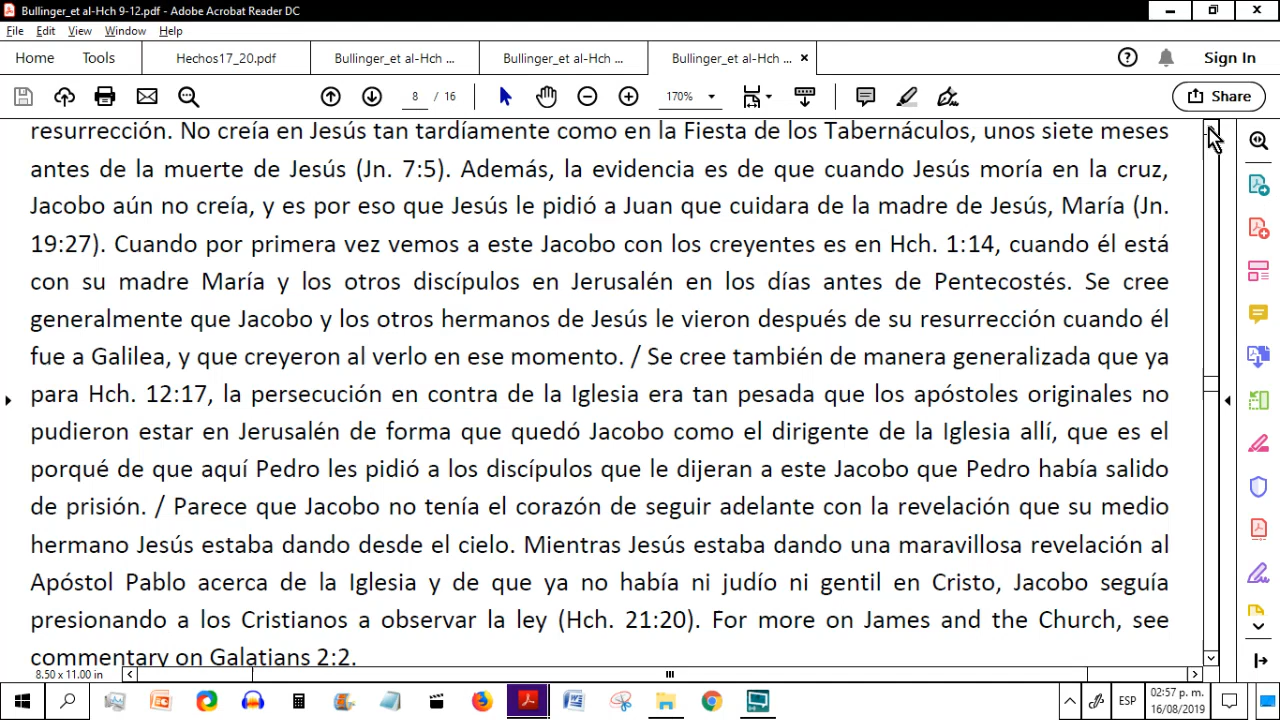 Bullinger_et al-Hch 9-12.pdf - Adobe Acrobat Reader DC
File Edit View Window Help
Home Tools Hechos17_20.pdf Bullinger_et al-Hch ... Bullinger_et al-Hch ... Bullinger_et al-Hch ... Sign In
8 / 16 170% Share
resurrección. No creía en Jesús tan tardíamente como en la Fiesta de los Tabernáculos, unos siete meses
antes de la muerte de Jesús (Jn. 7:5). Además, la evidencia es de que cuando Jesús moría en la cruz,
Jacobo aún no creía, y es por eso que Jesús le pidió a Juan que cuidara de la madre de Jesús, María (Jn.
19:27). Cuando por primera vez vemos a este Jacobo con los creyentes es en Hch. 1:14, cuando él está
con su madre María y los otros discípulos en Jerusalén en los días antes de Pentecostés. Se cree
generalmente que Jacobo y los otros hermanos de Jesús le vieron después de su resurrección cuando él
fue a Galilea, y que creyeron al verlo en ese momento. / Se cree también de manera generalizada que ya
para Hch. 12:17, la persecución en contra de la Iglesia era tan pesada que los apóstoles originales no
pudieron estar en Jerusalén de forma que quedó Jacobo como el dirigente de la Iglesia allí, que es el
porqué de que aquí Pedro les pidió a los discípulos que le dijeran a este Jacobo que Pedro había salido
de prisión. / Parece que Jacobo no tenía el corazón de seguir adelante con la revelación que su medio
hermano Jesús estaba dando desde el cielo. Mientras Jesús estaba dando una maravillosa revelación al
Apóstol Pablo acerca de la Iglesia y de que ya no había ni judío ni gentil en Cristo, Jacobo seguía
presionando a los Cristianos a observar la ley (Hch. 21:20). For more on James and the Church, see
commentary on Galatians 2:2.
8.50 x 11.00 in
ESP 02:57 p. m.
16/08/2019